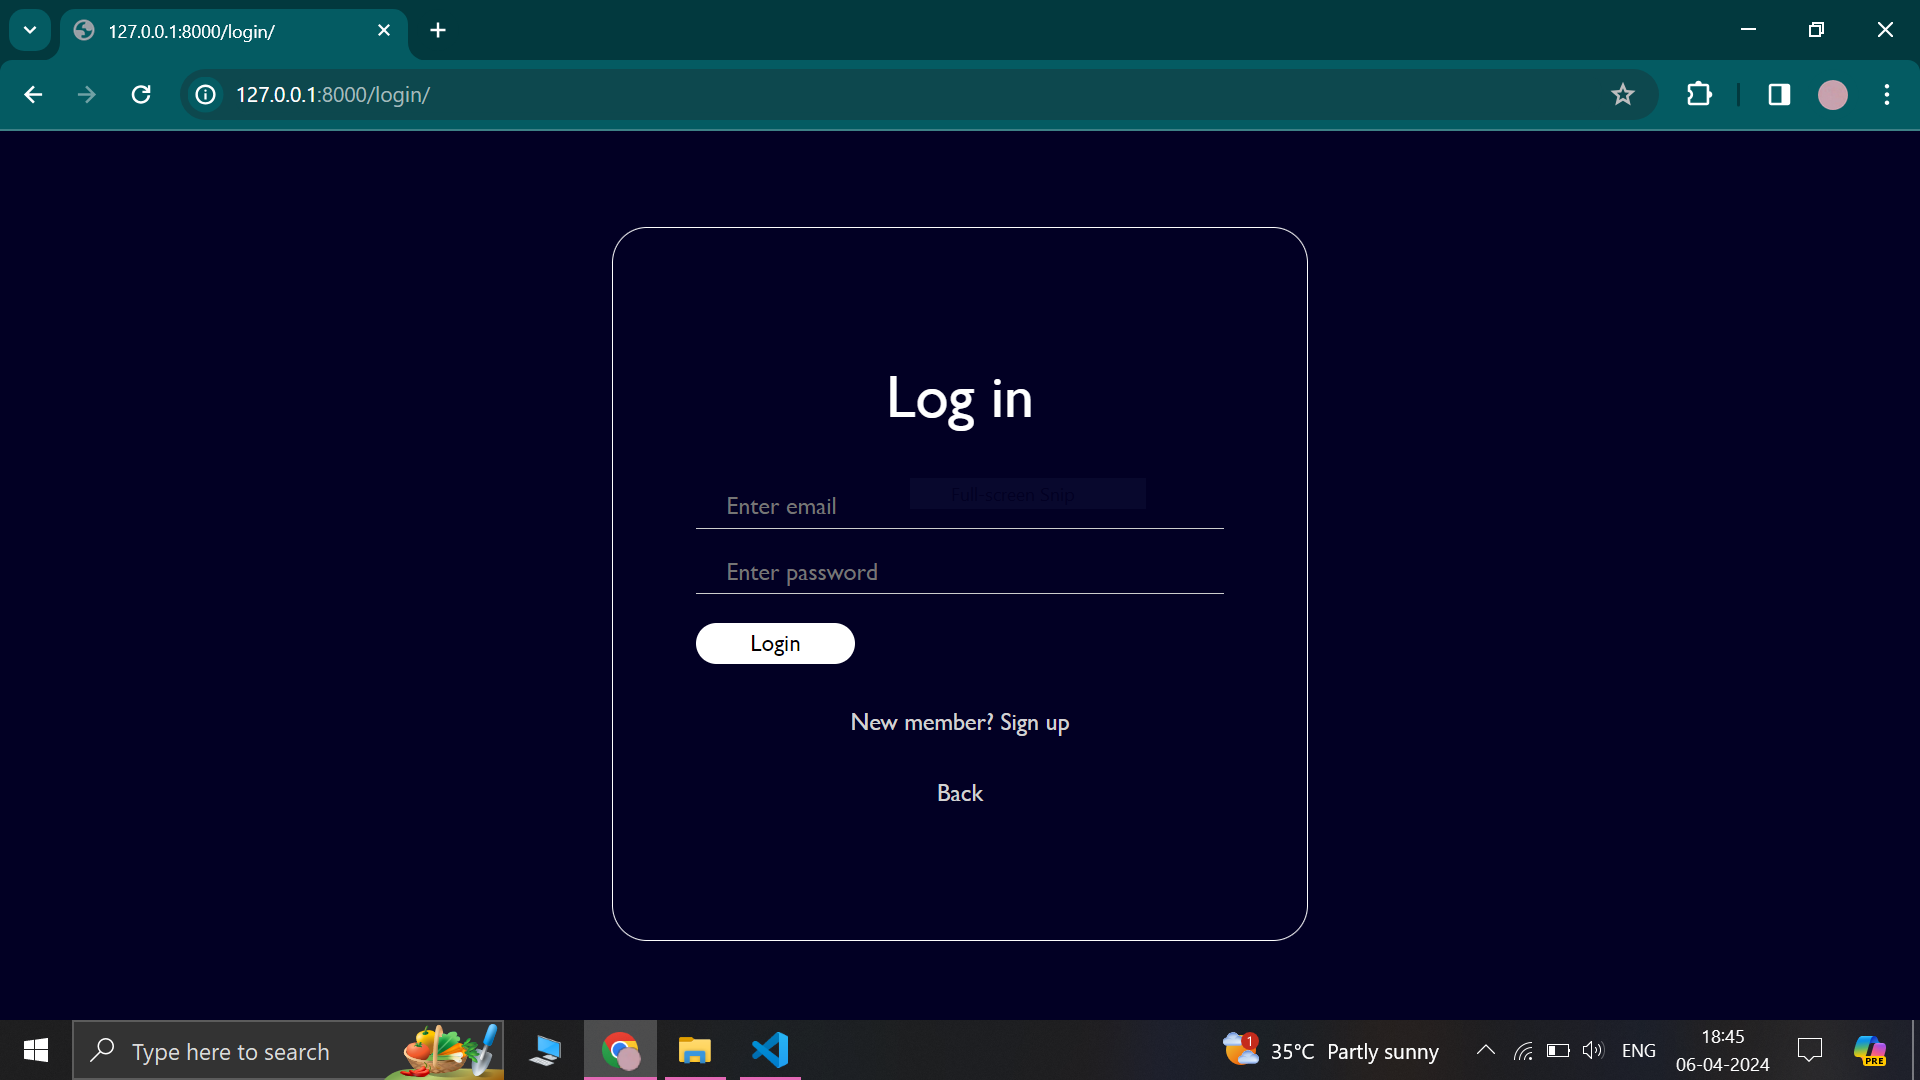 127.0.0.1:8000/login/
127.0.0.1:8000/login/
Log in
Full-screen Snip
Enter email
Enter password
Login
New member? Sign up
Back
Type here to search
1
35°C Partly sunny
ENG
18:45
06-04-2024
PRE